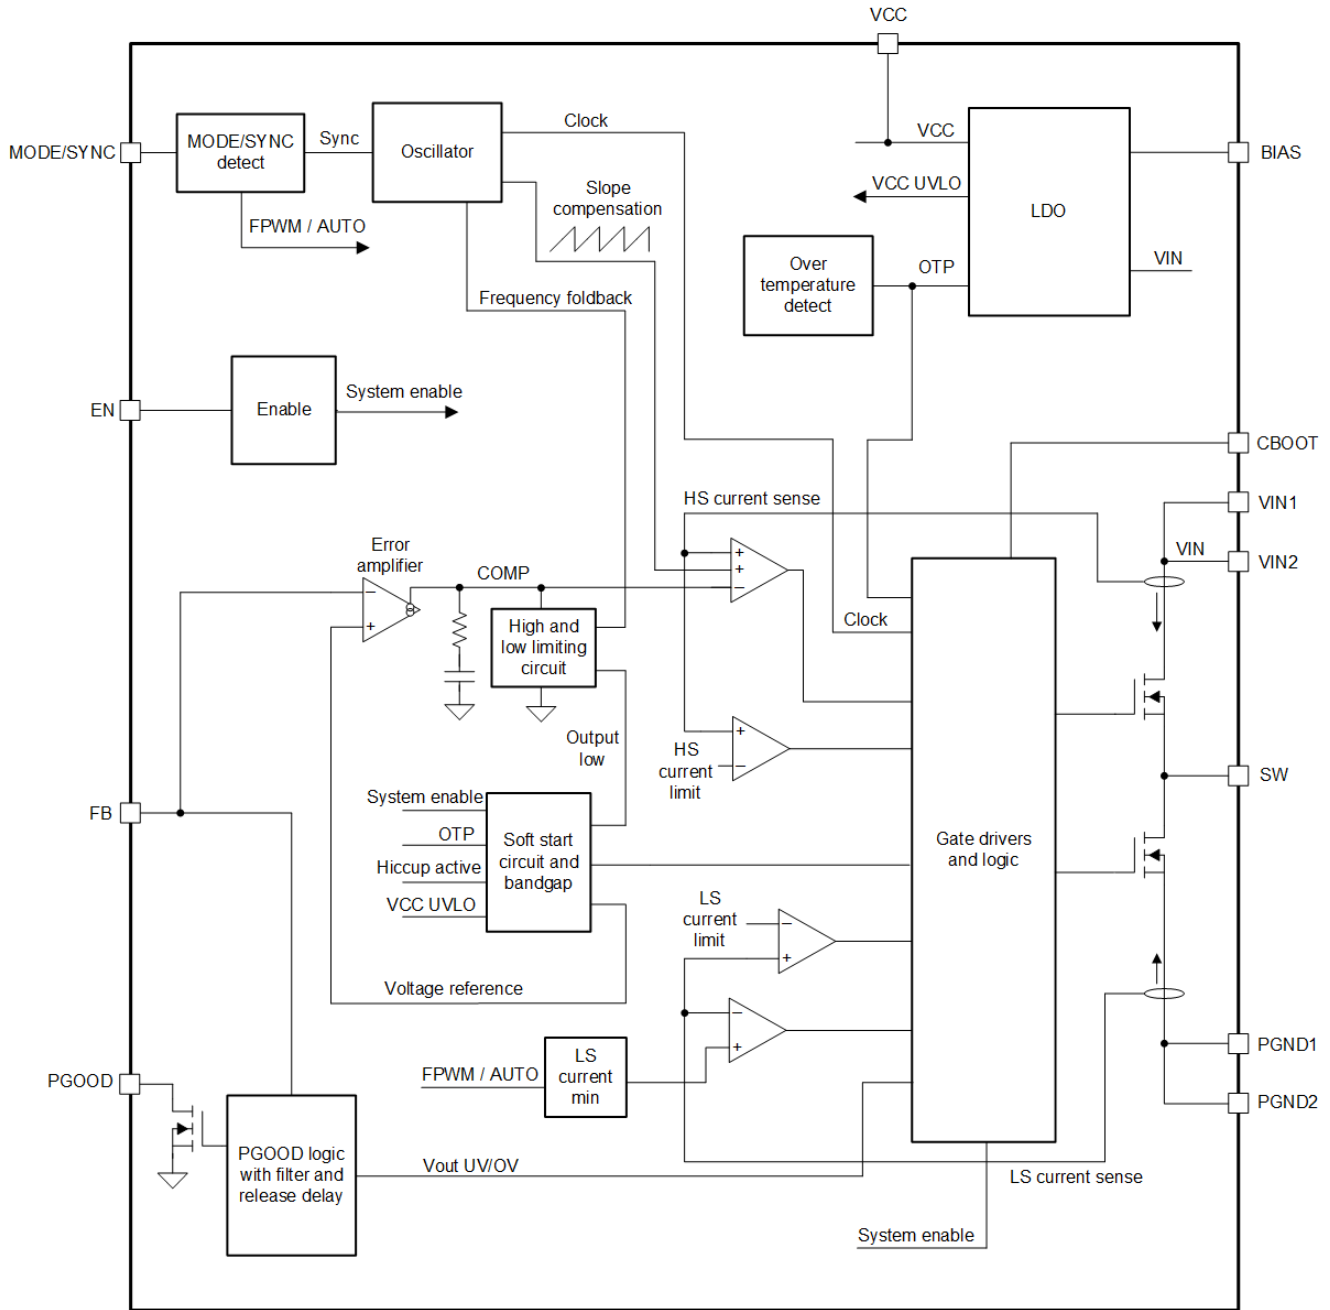 VCC
MODE/SYNC
MODE/SYNC
detect
Sync
Oscillator
Clock
VCC
LDO
BIAS
VCC UVLO
FPWM / AUTO
Slope
compensation
Over
temperature
detect
OTP
VIN
Frequency foldback
EN
Enable
System enable
CBOOT
HS current sense
VIN1
VIN
VIN2
Error
amplifier
COMP
−
+
+
+
−
High and
low limiting
circuit
Clock
Output
low
HS
current
limit
+
−
SW
FB
System enable
OTP
Hiccup active
VCC UVLO
Soft start
circuit and
bandgap
Gate drivers
and logic
LS
current
limit
−
+
Voltage reference
−
+
LS
current
min
FPWM / AUTO
PGND1
PGOOD
PGND2
PGOOD logic
with filter and
release delay
Vout UV/OV
LS current sense
System enable